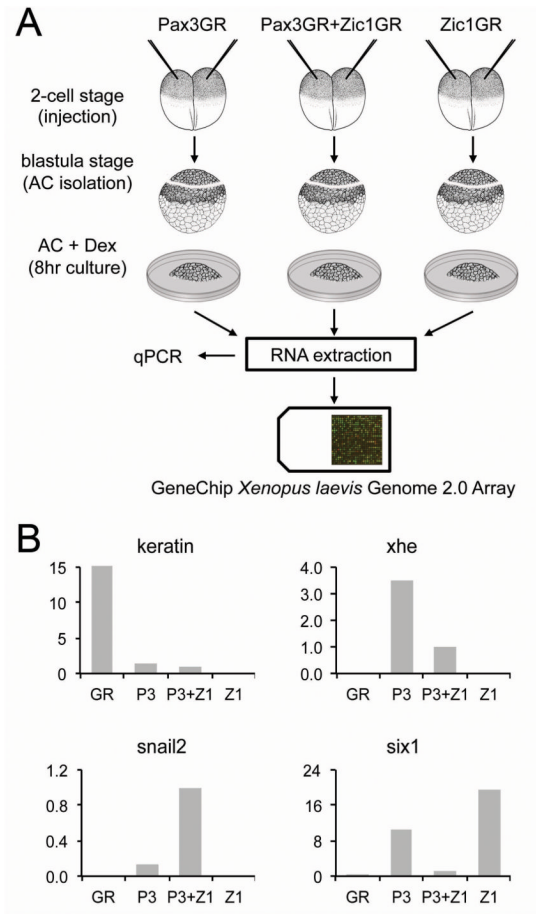 A
Pax3GR Pax3GR+Zic1GR Zic1GR
2-cell stage
(injection)
blastula stage
(AC isolation)
AC + Dex
(8hr culture)
qPCR
RNA extraction
GeneChip Xenopus laevis Genome 2.0 Array
B
keratin
15
10
5
0
GR P3 P3+Z1 Z1
xhe
4.0
3.0
2.0
1.0
0.0
GR P3 P3+Z1 Z1
snail2
1.2
0.8
0.4
0.0
GR P3 P3+Z1 Z1
six1
24
16
8
0
GR P3 P3+Z1 Z1